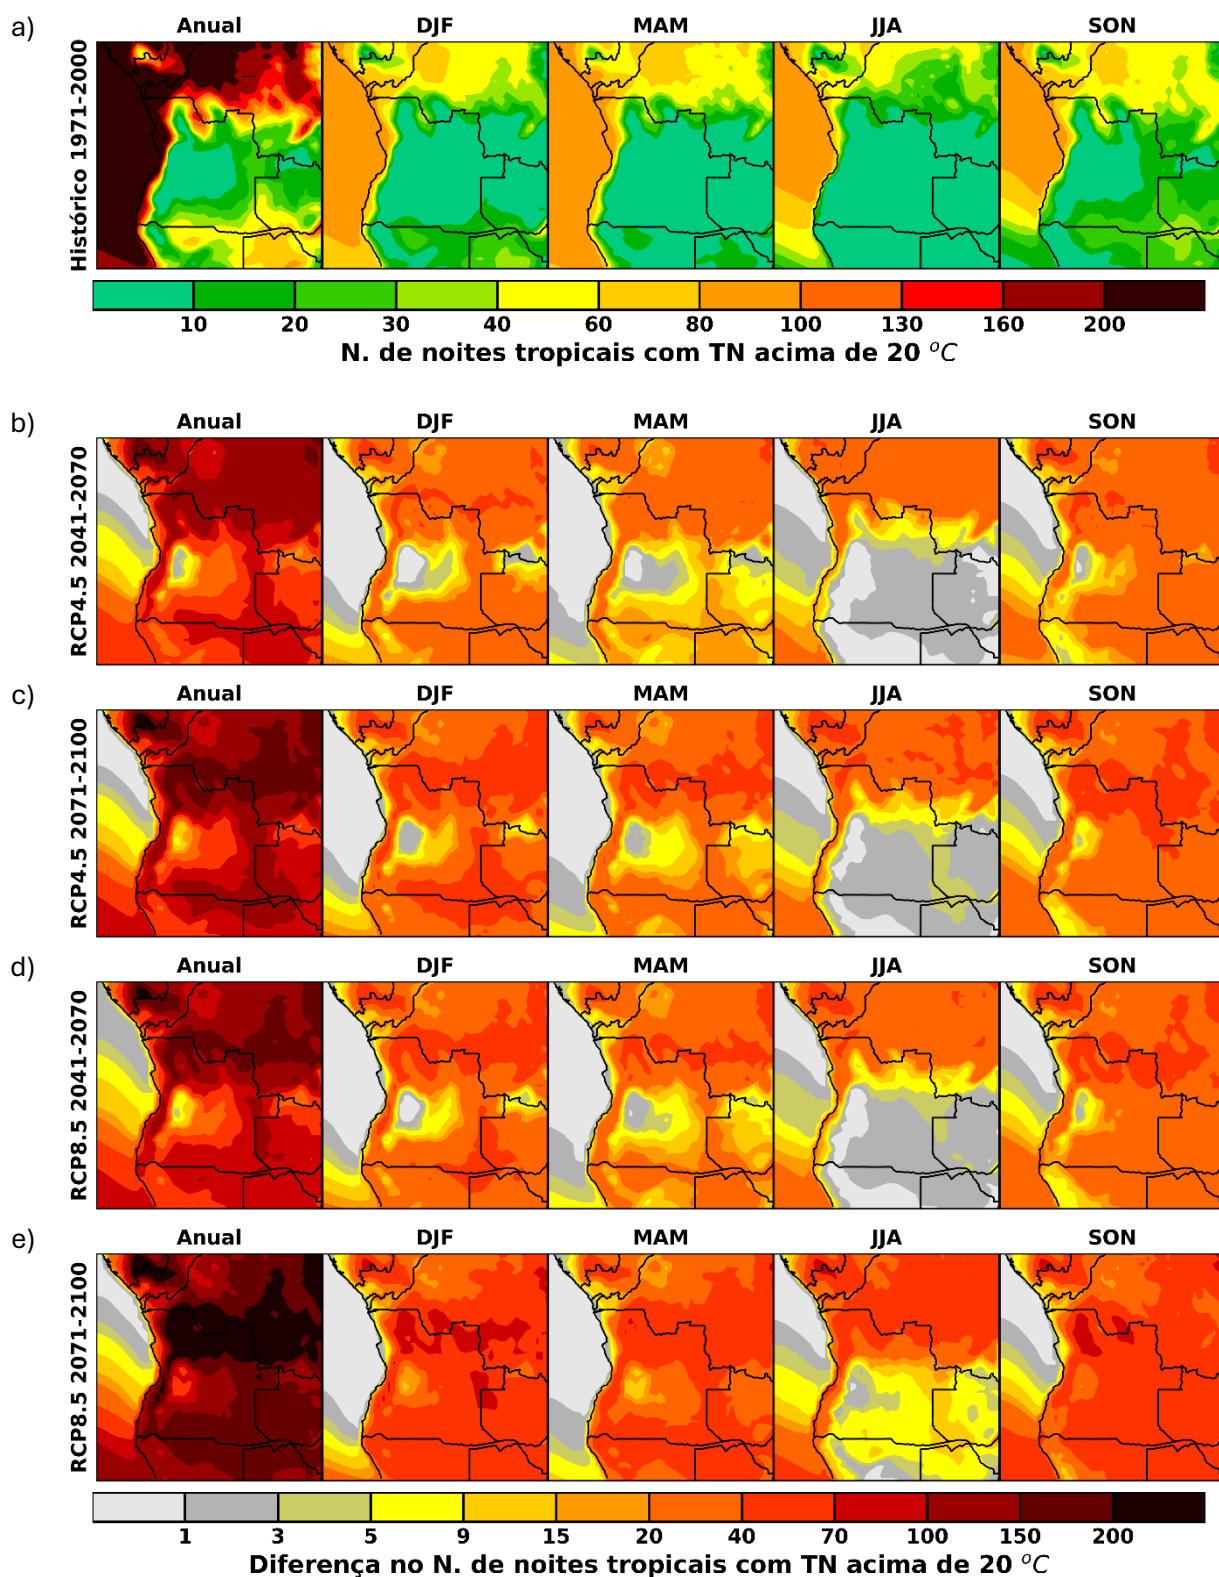 a)
Anual DJF MAM JJA SON
Histórico 1971-2000
10 20 30 40 60 80 100 130 160 200
N. de noites tropicais com TN acima de 20 °C
b)
Anual DJF MAM JJA SON
RCP4.5 2041-2070
c)
Anual DJF MAM JJA SON
RCP4.5 2071-2100
d)
Anual DJF MAM JJA SON
RCP8.5 2041-2070
e)
Anual DJF MAM JJA SON
RCP8.5 2071-2100
1 3 5 9 15 20 40 70 100 150 200
Diferença no N. de noites tropicais com TN acima de 20 °C